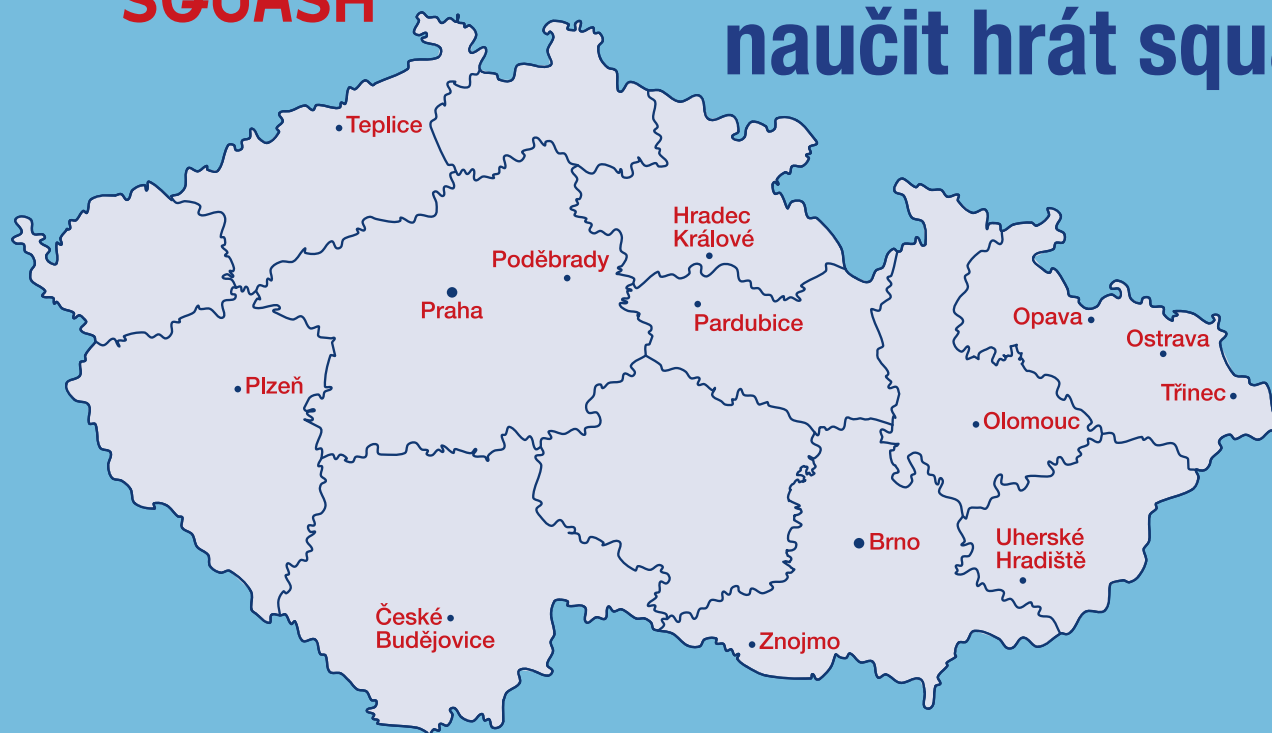 SQUASH
naučit hrát squ
Teplice
Hradec
Králové
Poděbrady
Praha
Pardubice
Opava
Ostrava
Plzeň
Třinec
Olomouc
Brno
Uherské
Hradiště
České
Budějovice
Znojmo